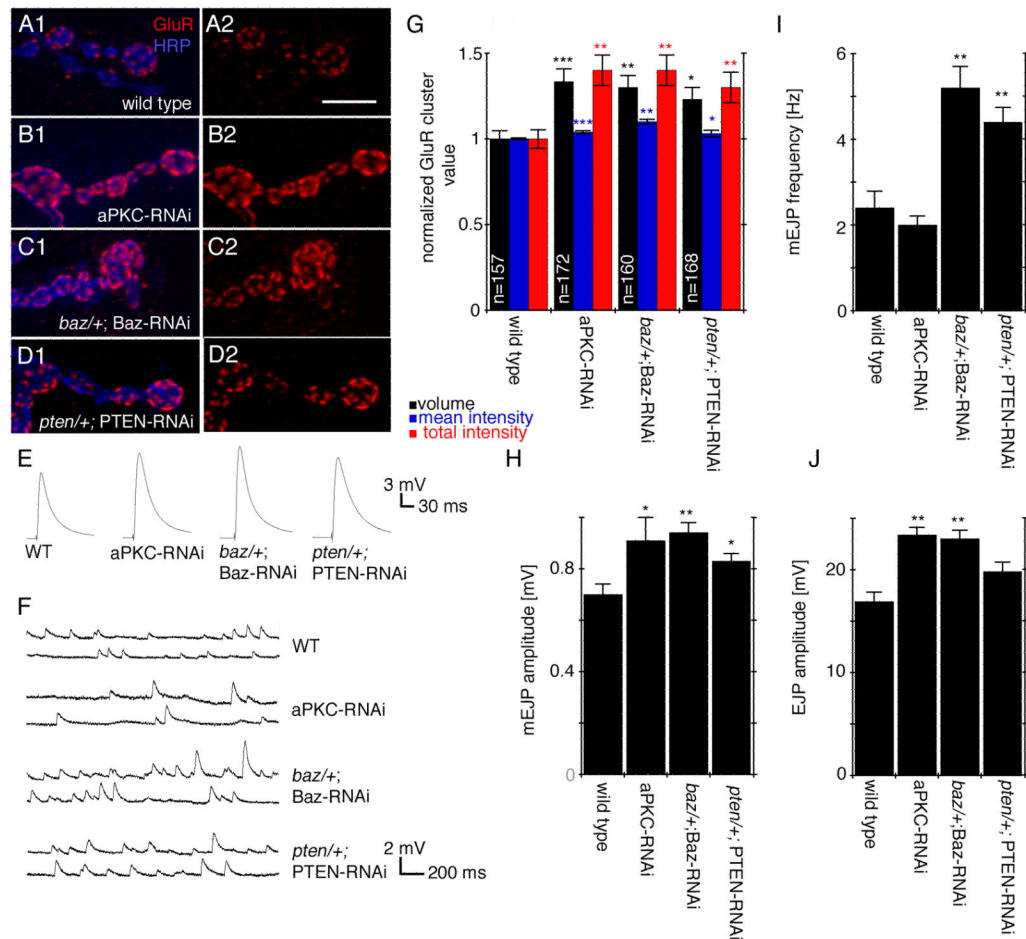 A1
GluR
HRP
wild type
A2
B1
aPKC-RNAi
B2
C1
baz/+; Baz-RNAi
C2
D1
pten/+; PTEN-RNAi
D2
E
WT
aPKC-RNAi
baz/+;
Baz-RNAi
pten/+;
PTEN-RNAi
3 mV
30 ms
F
WT
aPKC-RNAi
baz/+;
Baz-RNAi
pten/+;
PTEN-RNAi
2 mV
200 ms
G
normalized GluR cluster
value
1.5
1
0.5
0
***
**
***
**
**
**
*
**
*
n=157
n=172
n=160
n=168
wild type
aPKC-RNAi
baz/+;Baz-RNAi
pten/+; PTEN-RNAi
volume
mean intensity
total intensity
H
mEJP amplitude [mV]
0.8
0.4
0
*
**
*
wild type
aPKC-RNAi
baz/+;Baz-RNAi
pten/+; PTEN-RNAi
I
mEJP frequency [Hz]
6
4
2
0
**
**
wild type
aPKC-RNAi
baz/+;Baz-RNAi
pten/+; PTEN-RNAi
J
EJP amplitude [mV]
20
10
0
**
**
wild type
aPKC-RNAi
baz/+;Baz-RNAi
pten/+; PTEN-RNAi